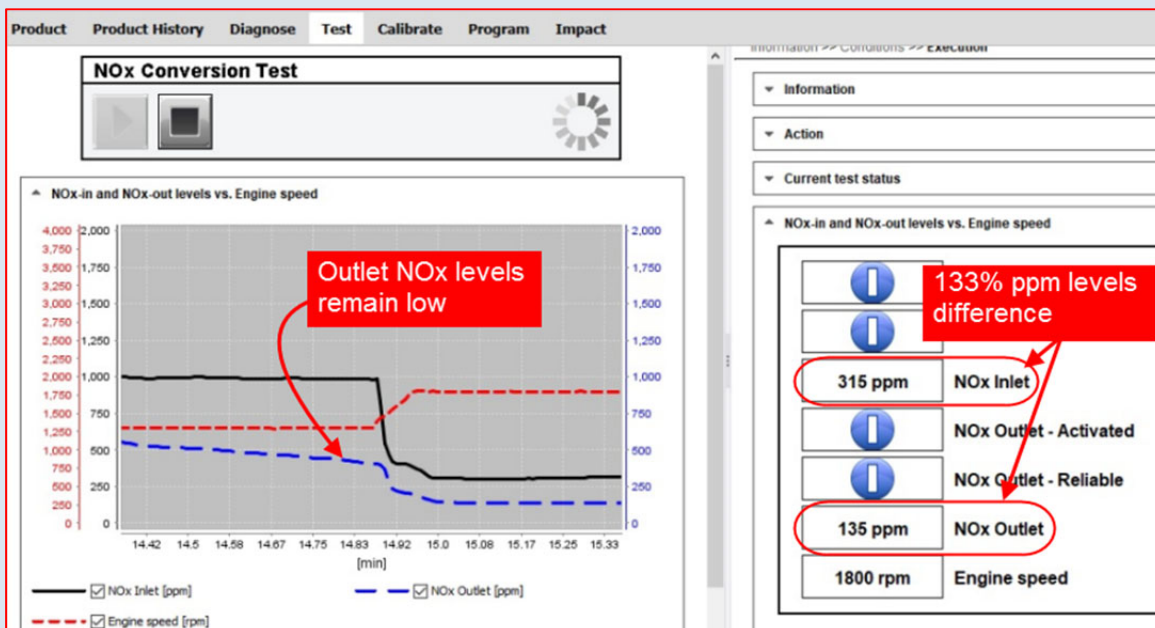 Product Product History Diagnose Test Calibrate Program Impact
NOx Conversion Test
NOx-in and NOx-out levels vs. Engine speed
4,000 2,000 2,000
3,750
3,500 1,750 1,750
3,250
3,000 1,500 1,500
2,750
2,500 1,250 1,250
2,250
2,000 1,000 1,000
1,750
1,500 750 750
1,250
1,000 500 500
750
500 250 250
250
0 0 0
14.42 14.5 14.58 14.67 14.75 14.83 14.92 15.0 15.08 15.17 15.25 15.33
[min]
Outlet NOx levels
remain low
NOx Inlet [ppm] NOx Outlet [ppm]
Engine speed [rpm]
Information >> Conditions >> Execution
Information
Action
Current test status
NOx-in and NOx-out levels vs. Engine speed
133% ppm levels
difference
315 ppm NOx Inlet
NOx Outlet - Activated
NOx Outlet - Reliable
135 ppm NOx Outlet
1800 rpm Engine speed